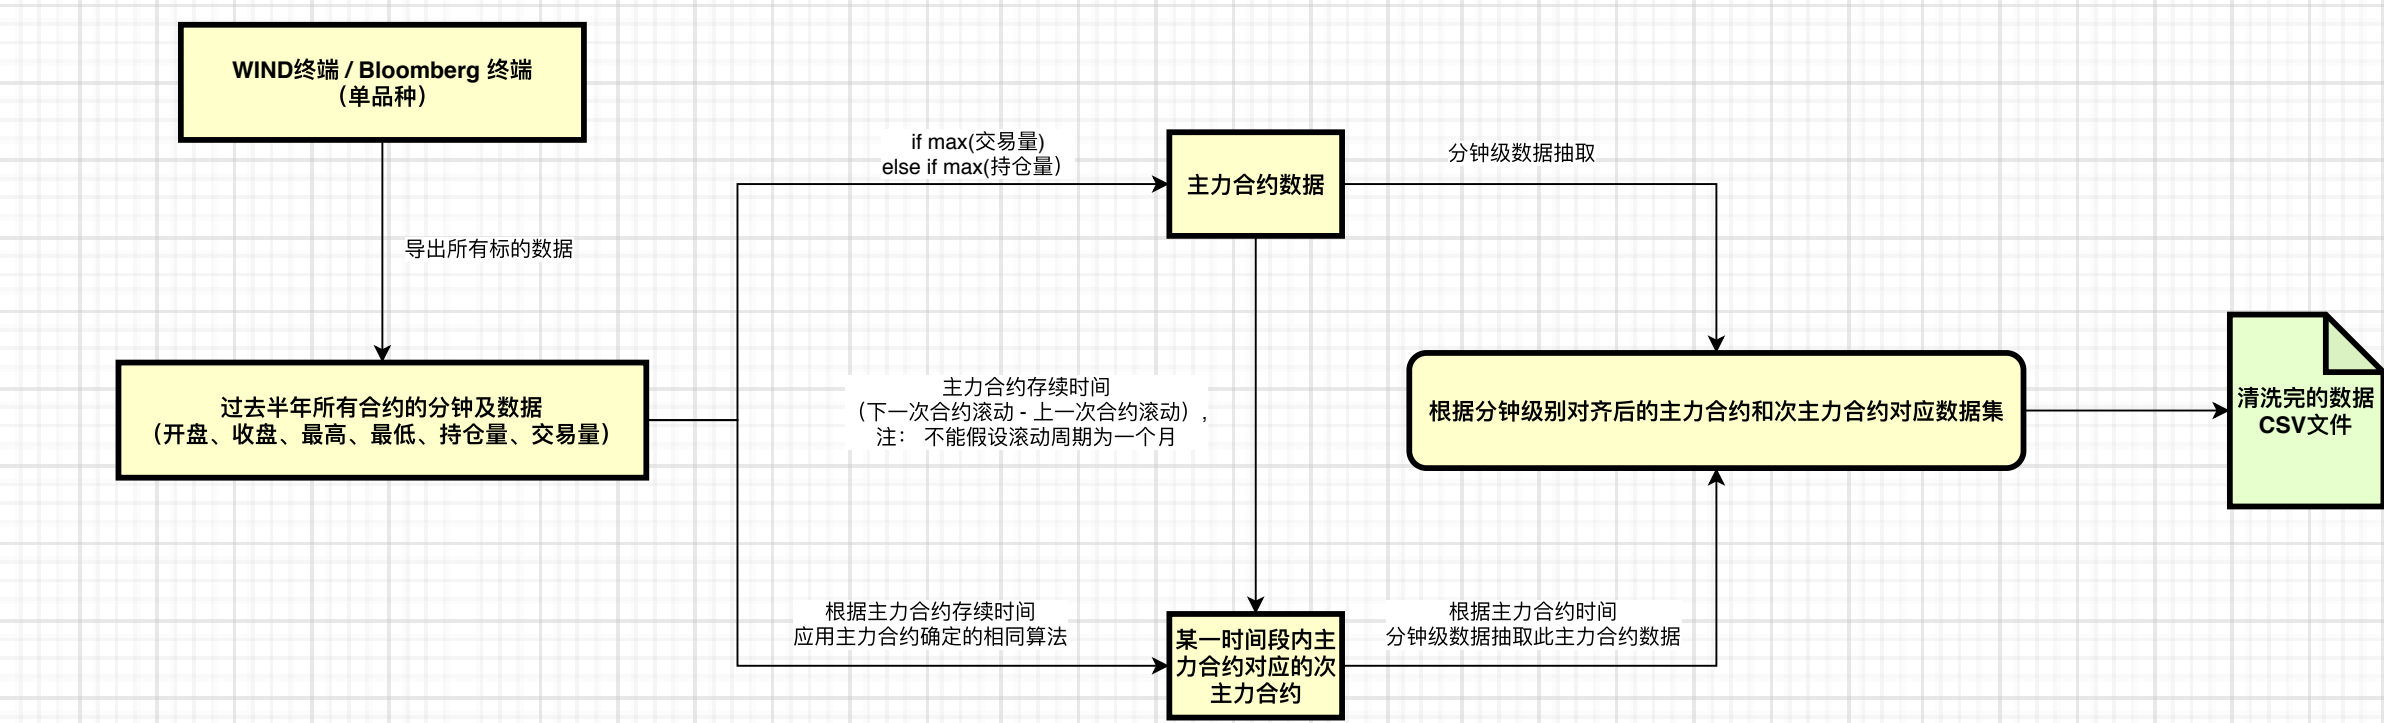 WIND终端 / Bloomberg 终端
（单品种）
导出所有标的数据
过去半年所有合约的分钟及数据
（开盘、收盘、最高、最低、持仓量、交易量）
if max(交易量)
else if max(持仓量）
主力合约数据
分钟级数据抽取
主力合约存续时间
（下一次合约滚动 - 上一次合约滚动）,
注： 不能假设滚动周期为一个月
根据主力合约存续时间
应用主力合约确定的相同算法
某一时间段内主
力合约对应的次
主力合约
根据主力合约时间
分钟级数据抽取此主力合约数据
根据分钟级别对齐后的主力合约和次主力合约对应数据集
清洗完的数据
CSV文件